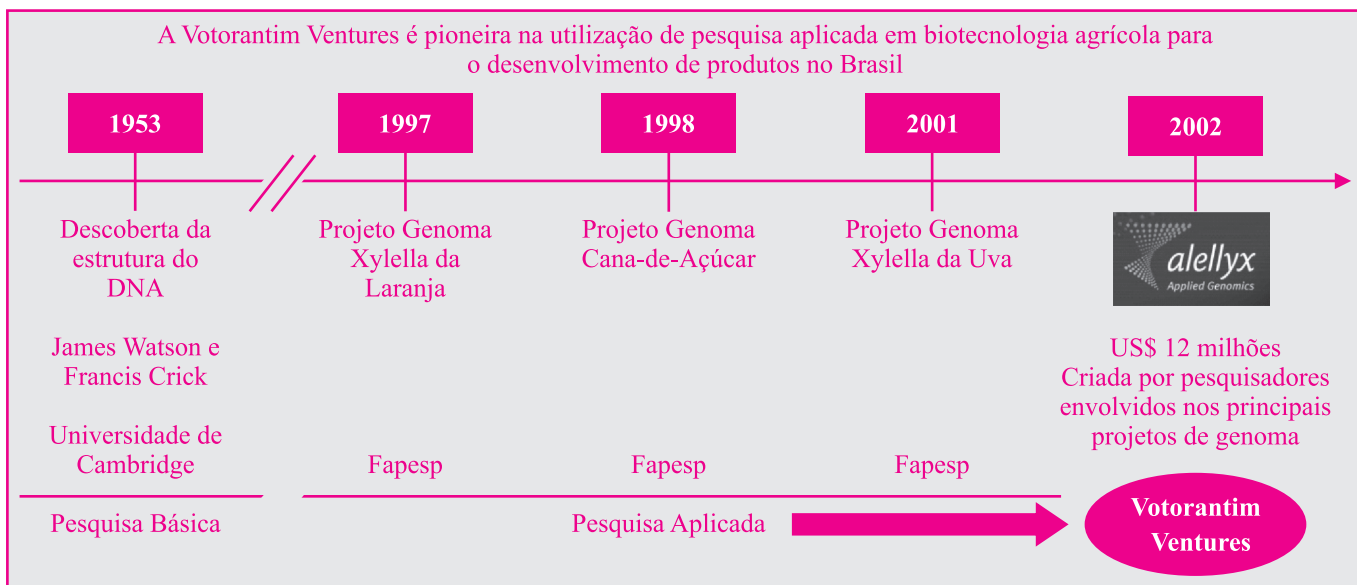 A Votorantim Ventures é pioneira na utilização de pesquisa aplicada em biotecnologia agrícola para
o desenvolvimento de produtos no Brasil
1953
1997
1998
2001
2002
Descoberta da
estrutura do
DNA
James Watson e
Francis Crick
Universidade de
Cambridge
Projeto Genoma
Xylella da
Laranja
Fapesp
Projeto Genoma
Cana-de-Açúcar
Fapesp
Projeto Genoma
Xylella da Uva
Fapesp
alellyx
Applied Genomics
US$ 12 milhões
Criada por pesquisadores
envolvidos nos principais
projetos de genoma
Pesquisa Básica
Pesquisa Aplicada
Votorantim
Ventures